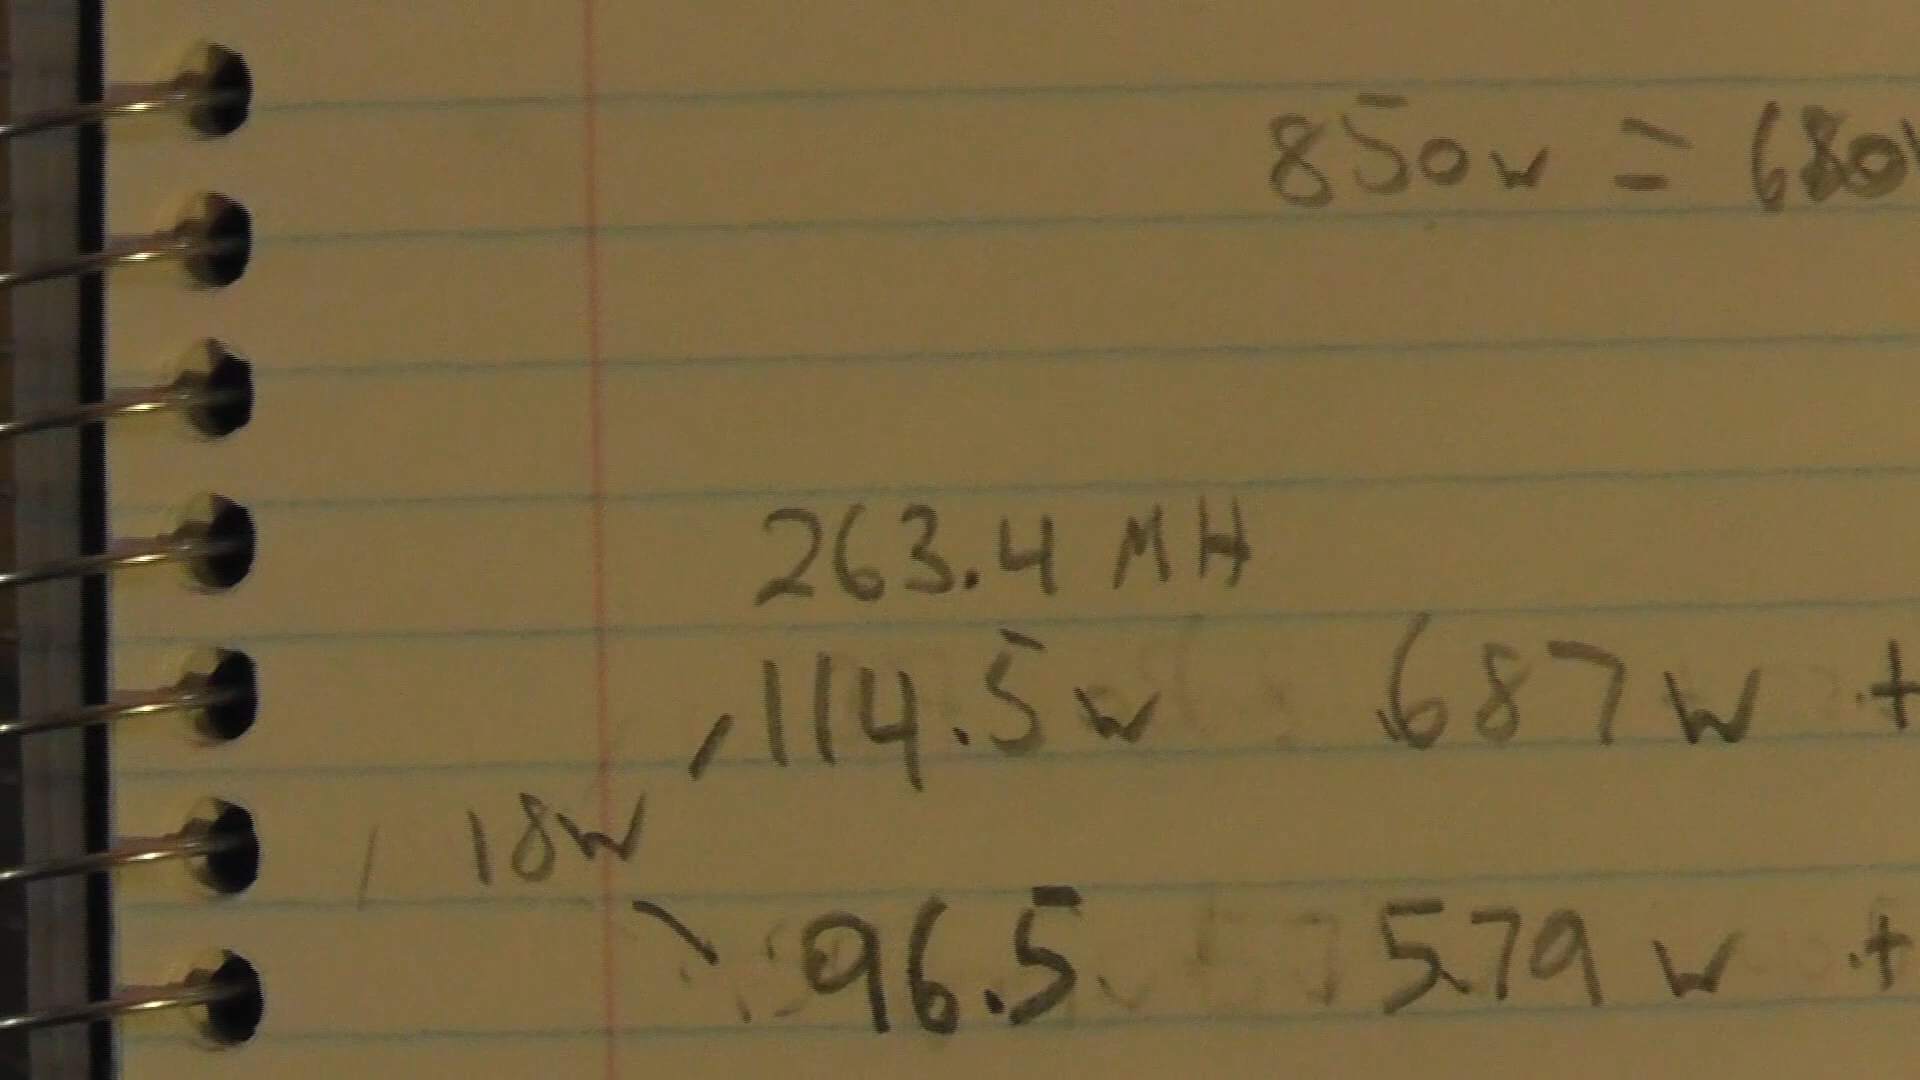 850w = 680
263.4 MH
114.5w 687w +
18w
96.5 579 w +